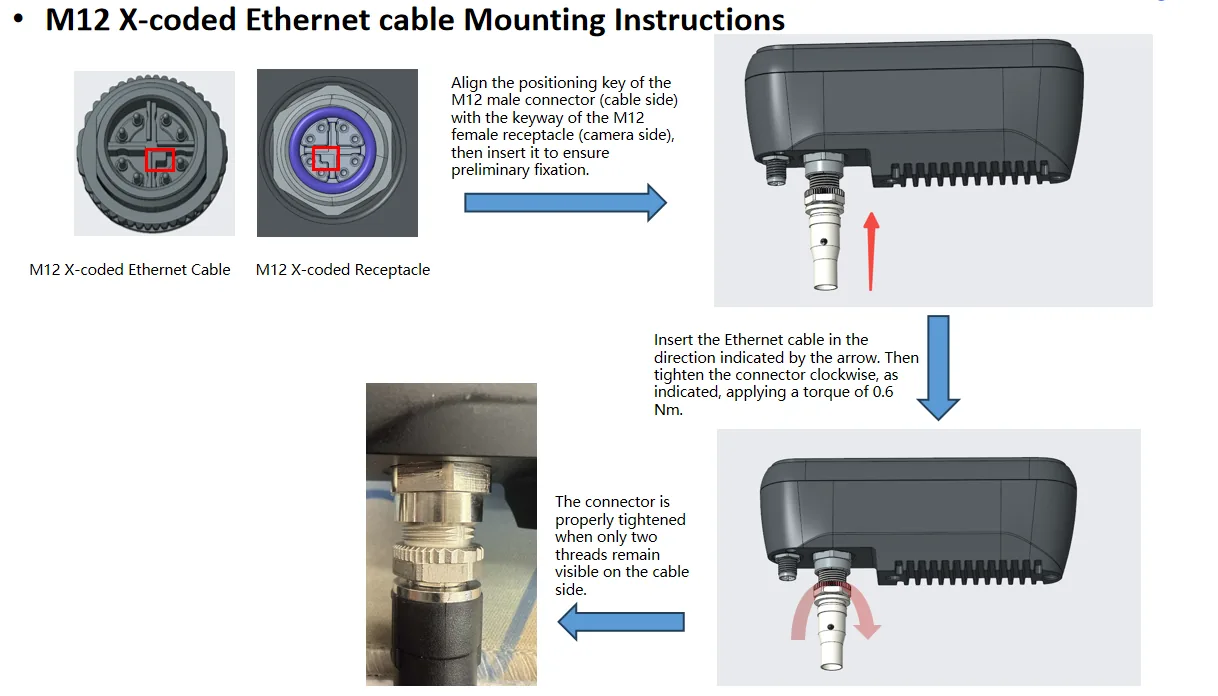 • M12 X-coded Ethernet cable Mounting Instructions
Align the positioning key of the
M12 male connector (cable side)
with the keyway of the M12
female receptacle (camera side),
then insert it to ensure
preliminary fixation.
M12 X-coded Ethernet Cable
M12 X-coded Receptacle
Insert the Ethernet cable in the
direction indicated by the arrow. Then
tighten the connector clockwise, as
indicated, applying a torque of 0.6
Nm.
The connector is
properly tightened
when only two
threads remain
visible on the cable
side.